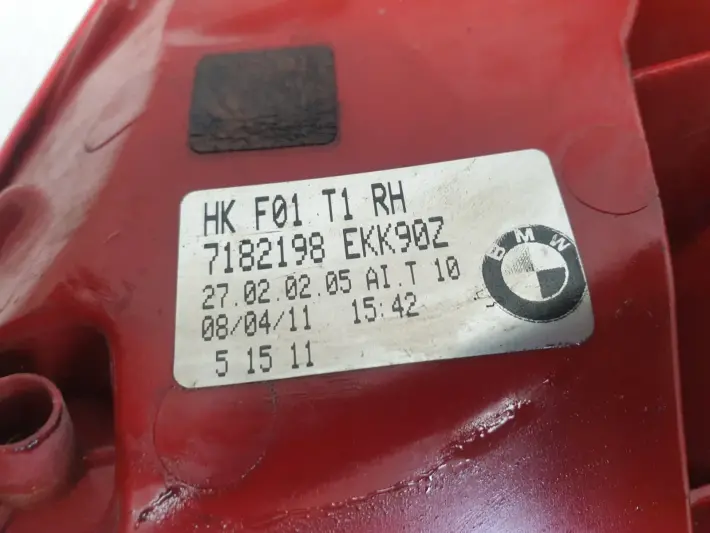 HK F01 T1 RH
7182198 EKK90Z
27.02.02.05 AI.T 10
08/04/11 15:42
5 15 11
BMW